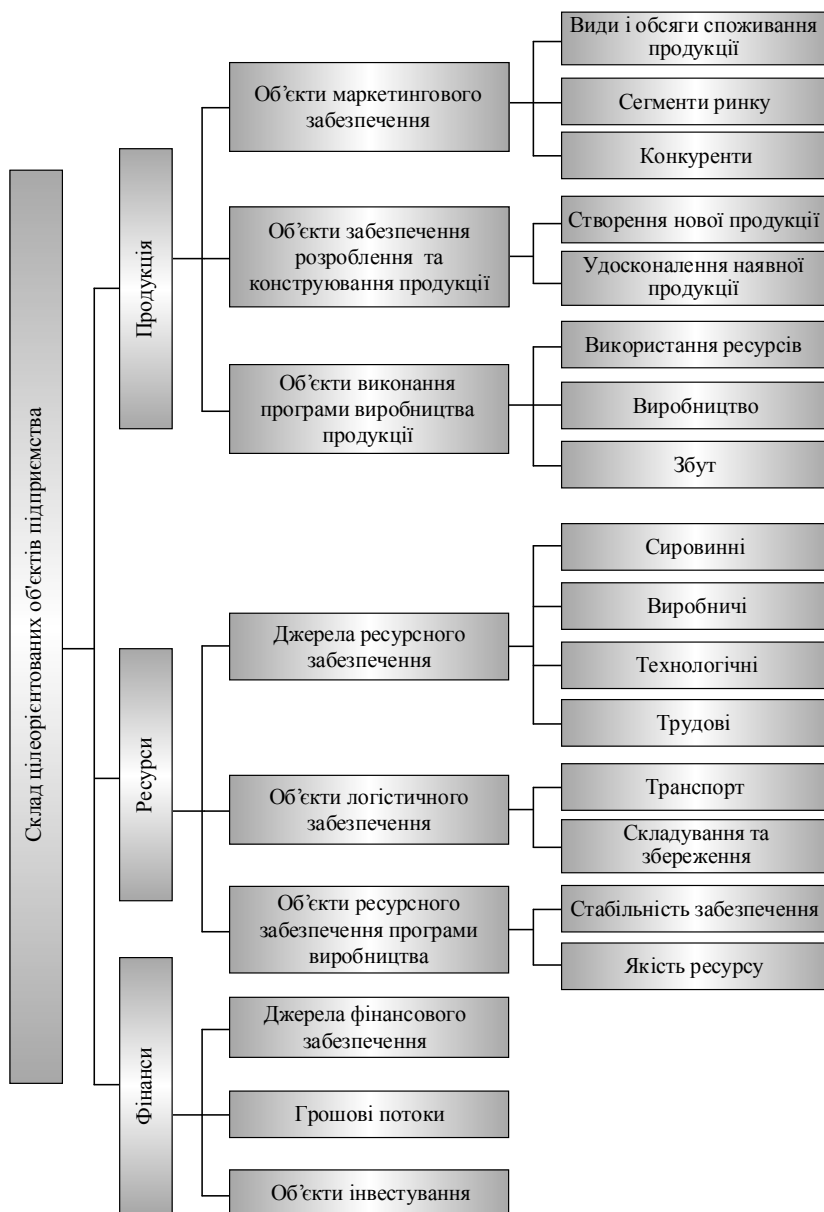 Склад цілеорієнтованих об'єктів підприємства
Продукція
Об’єкти маркетингового
забезпечення
Види і обсяги споживання
продукції
Сегменти ринку
Конкуренти
Об’єкти забезпечення
розроблення та
конструювання продукції
Створення нової продукції
Удосконалення наявної
продукції
Об’єкти виконання
програми виробництва
продукції
Використання ресурсів
Виробництво
Збут
Ресурси
Джерела ресурсного
забезпечення
Сировинні
Виробничі
Технологічні
Трудові
Об’єкти логістичного
забезпечення
Транспорт
Складування та
збереження
Об’єкти ресурсного
забезпечення програми
виробництва
Стабільність забезпечення
Якість ресурсу
Фінанси
Джерела фінансового
забезпечення
Грошові потоки
Об’єкти інвестування